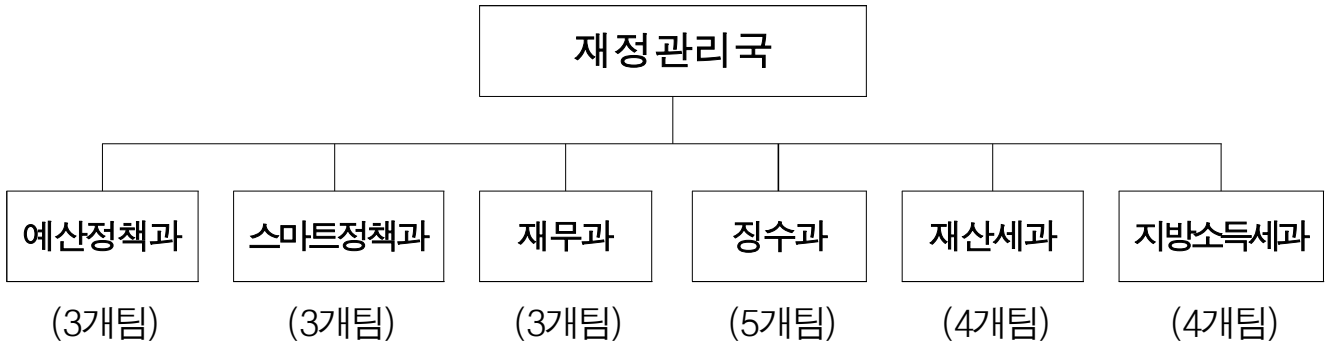 재정관리국
예산정책과 스마트정책과 재무과 징수과 재산세과 지방소득세과
(3개팀) (3개팀) (3개팀) (5개팀) (4개팀) (4개팀)